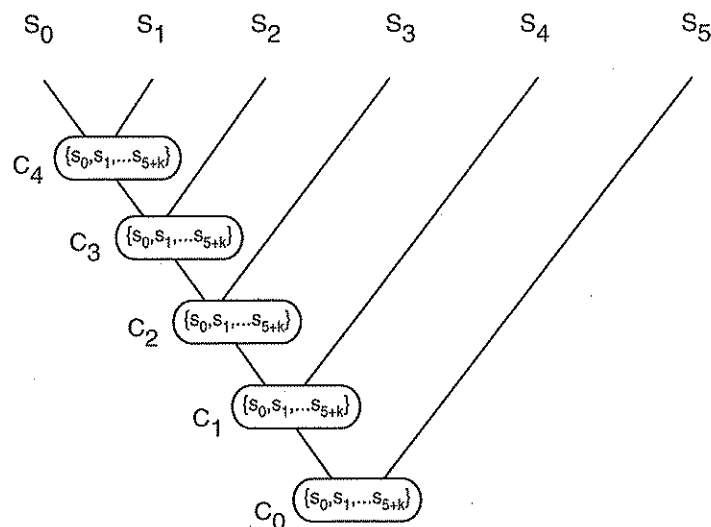 S0 S1 S2 S3 S4 S5
C4 {s0,s1,...s5+k}
C3 {s0,s1,...s5+k}
C2 {s0,s1,...s5+k}
C1 {s0,s1,...s5+k}
C0 {s0,s1,...s5+k}